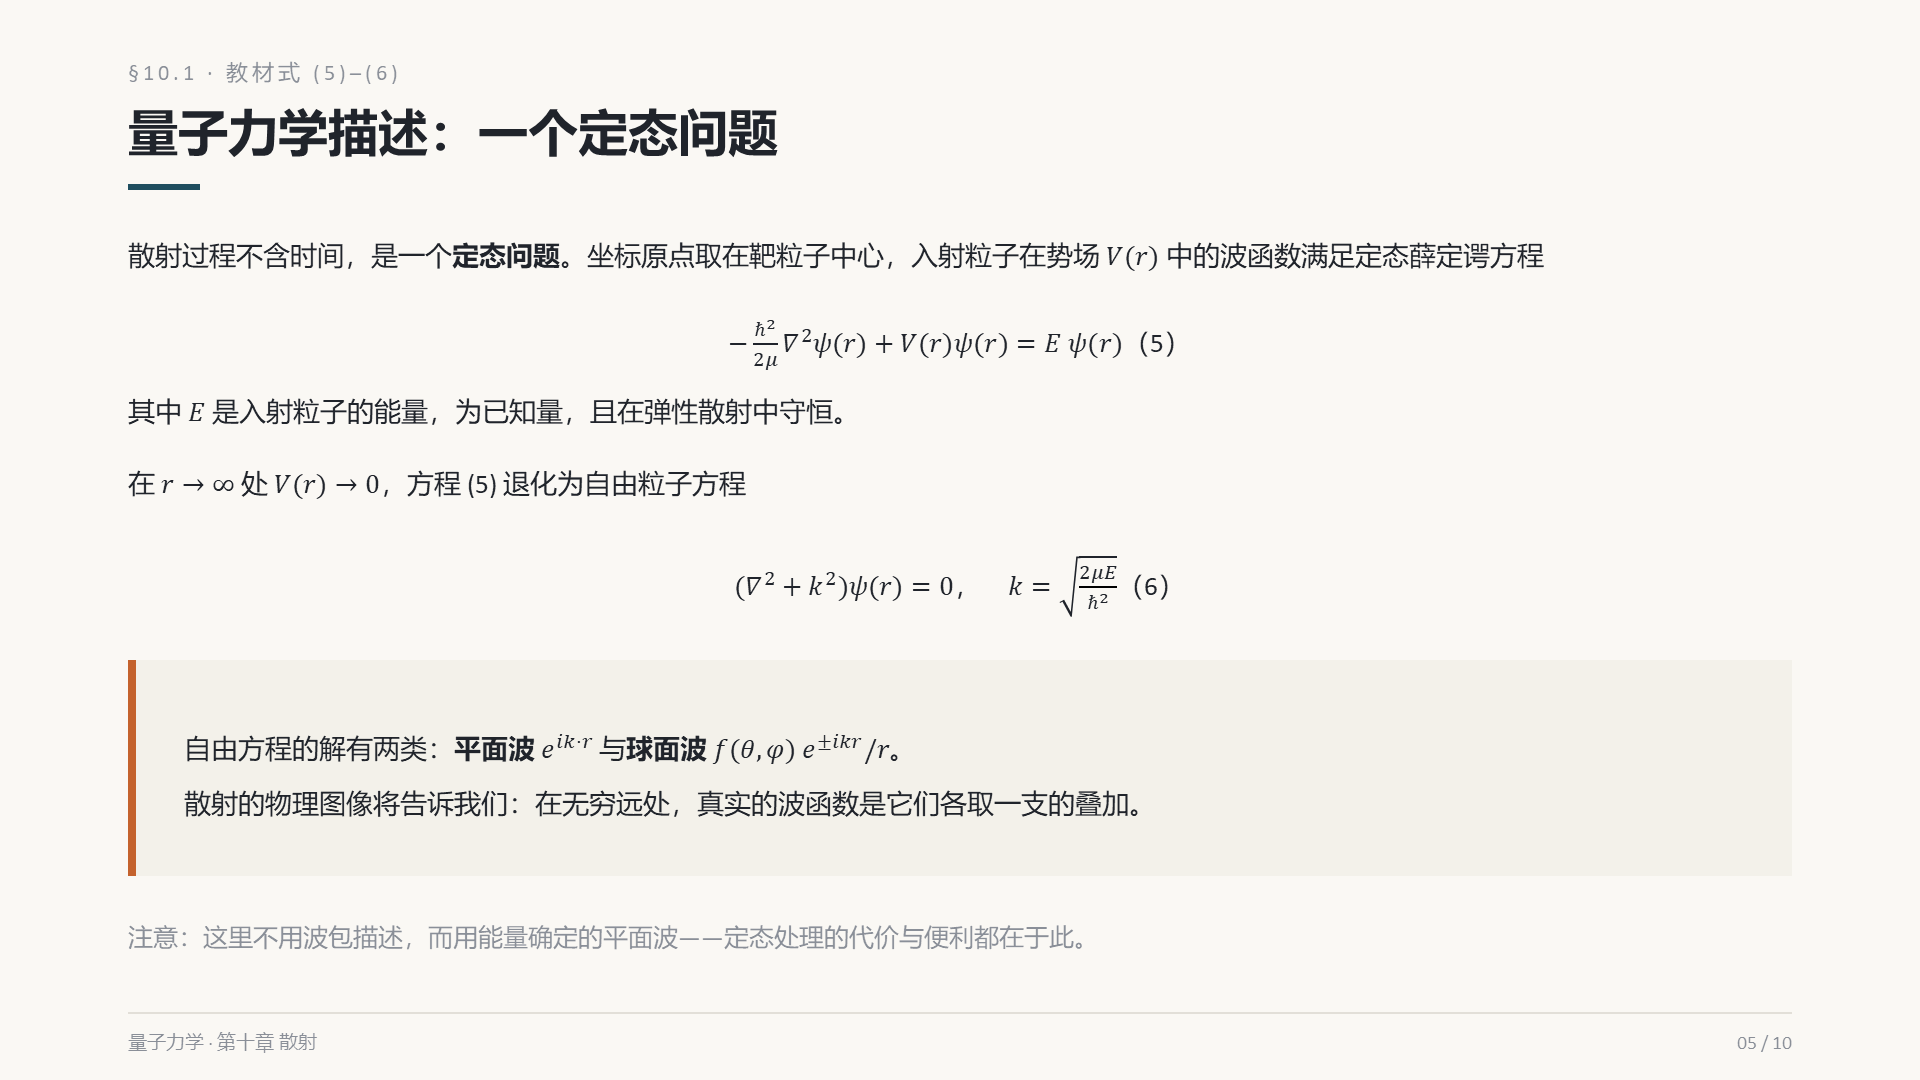 §10.1 · 教材式 (5)–(6)
量子力学描述：一个定态问题
散射过程不含时间，是一个定态问题。坐标原点取在靶粒子中心，入射粒子在势场 V(r) 中的波函数满足定态薛定谔方程
−ℏ²/2μ ∇²ψ(r) + V(r)ψ(r) = E ψ(r)（5）
其中 E 是入射粒子的能量，为已知量，且在弹性散射中守恒。
在 r → ∞ 处 V(r) → 0，方程 (5) 退化为自由粒子方程
(∇² + k²)ψ(r) = 0， k = √(2μE/ℏ²)（6）
自由方程的解有两类：平面波 e^{ik·r} 与球面波 f(θ,φ) e^{±ikr}/r。
散射的物理图像将告诉我们：在无穷远处，真实的波函数是它们各取一支的叠加。
注意：这里不用波包描述，而用能量确定的平面波——定态处理的代价与便利都在于此。
量子力学 · 第十章 散射
05 / 10